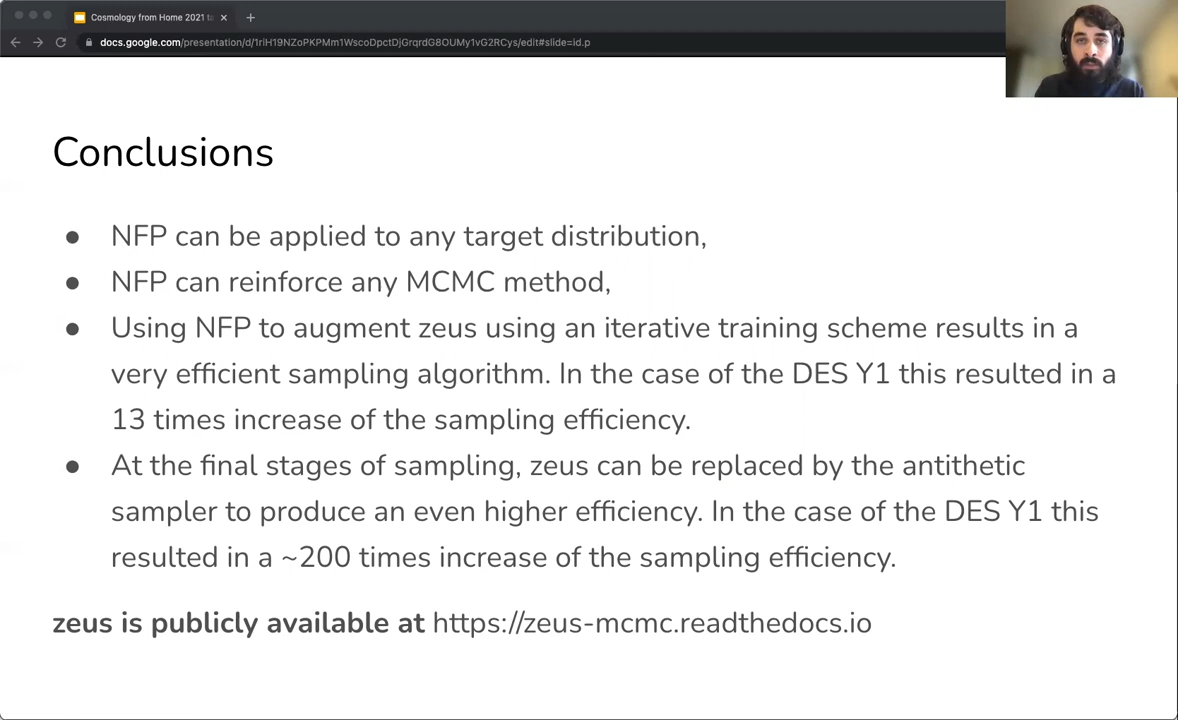 Cosmology from Home 2021 t
docs.google.com/presentation/d/1riH19NZoPKPMm1WscoDpctDjGrqrdG8OUMy1vG2RCys/edit#slide=id.p
Conclusions
● NFP can be applied to any target distribution,
● NFP can reinforce any MCMC method,
● Using NFP to augment zeus using an iterative training scheme results in a
very efficient sampling algorithm. In the case of the DES Y1 this resulted in a
13 times increase of the sampling efficiency.
● At the final stages of sampling, zeus can be replaced by the antithetic
sampler to produce an even higher efficiency. In the case of the DES Y1 this
resulted in a ~200 times increase of the sampling efficiency.
zeus is publicly available at https://zeus-mcmc.readthedocs.io